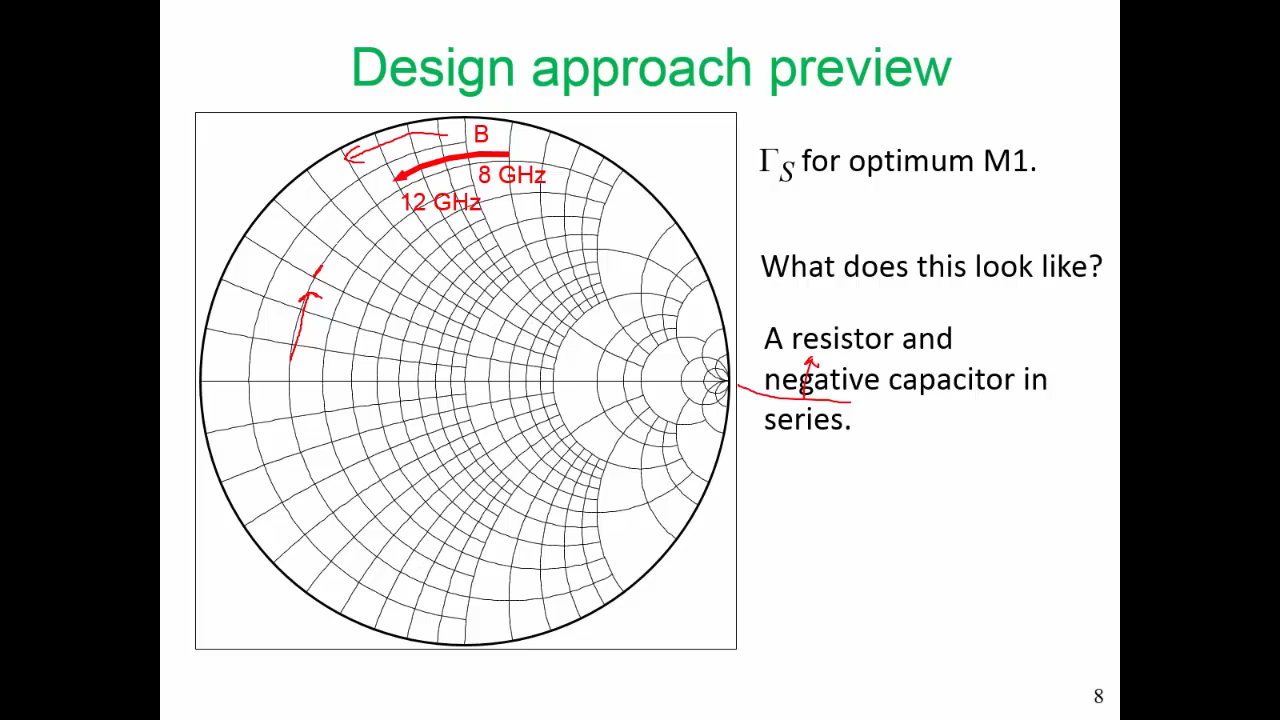 Design approach preview
B
8 GHz
12 GHz
Γ_S for optimum M1.
What does this look like?
A resistor and
negative capacitor in
series.
8